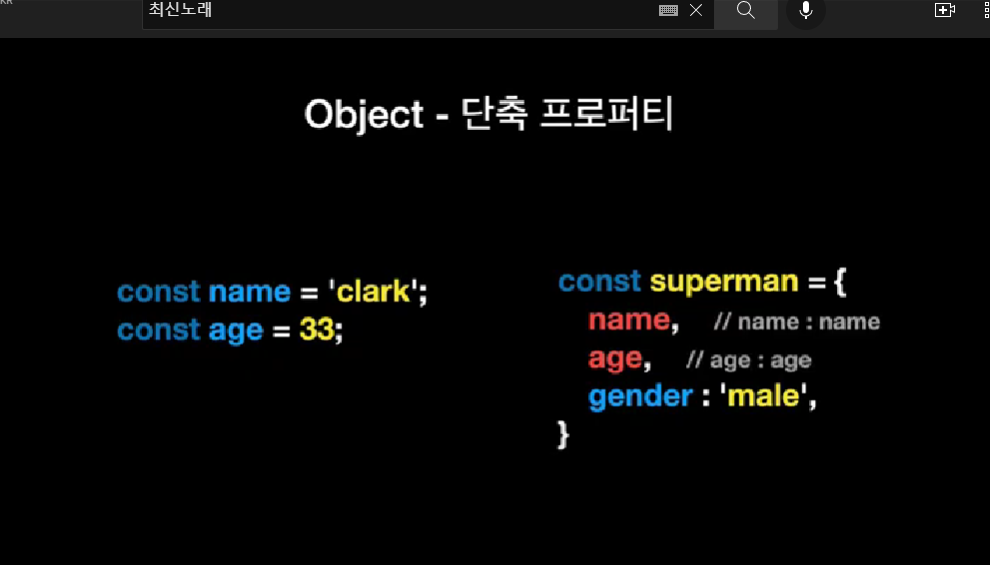 KR
최신노래
Object - 단축 프로퍼티
const name = 'clark';
const age = 33;
const superman = {
name, // name : name
age, // age : age
gender : 'male',
}